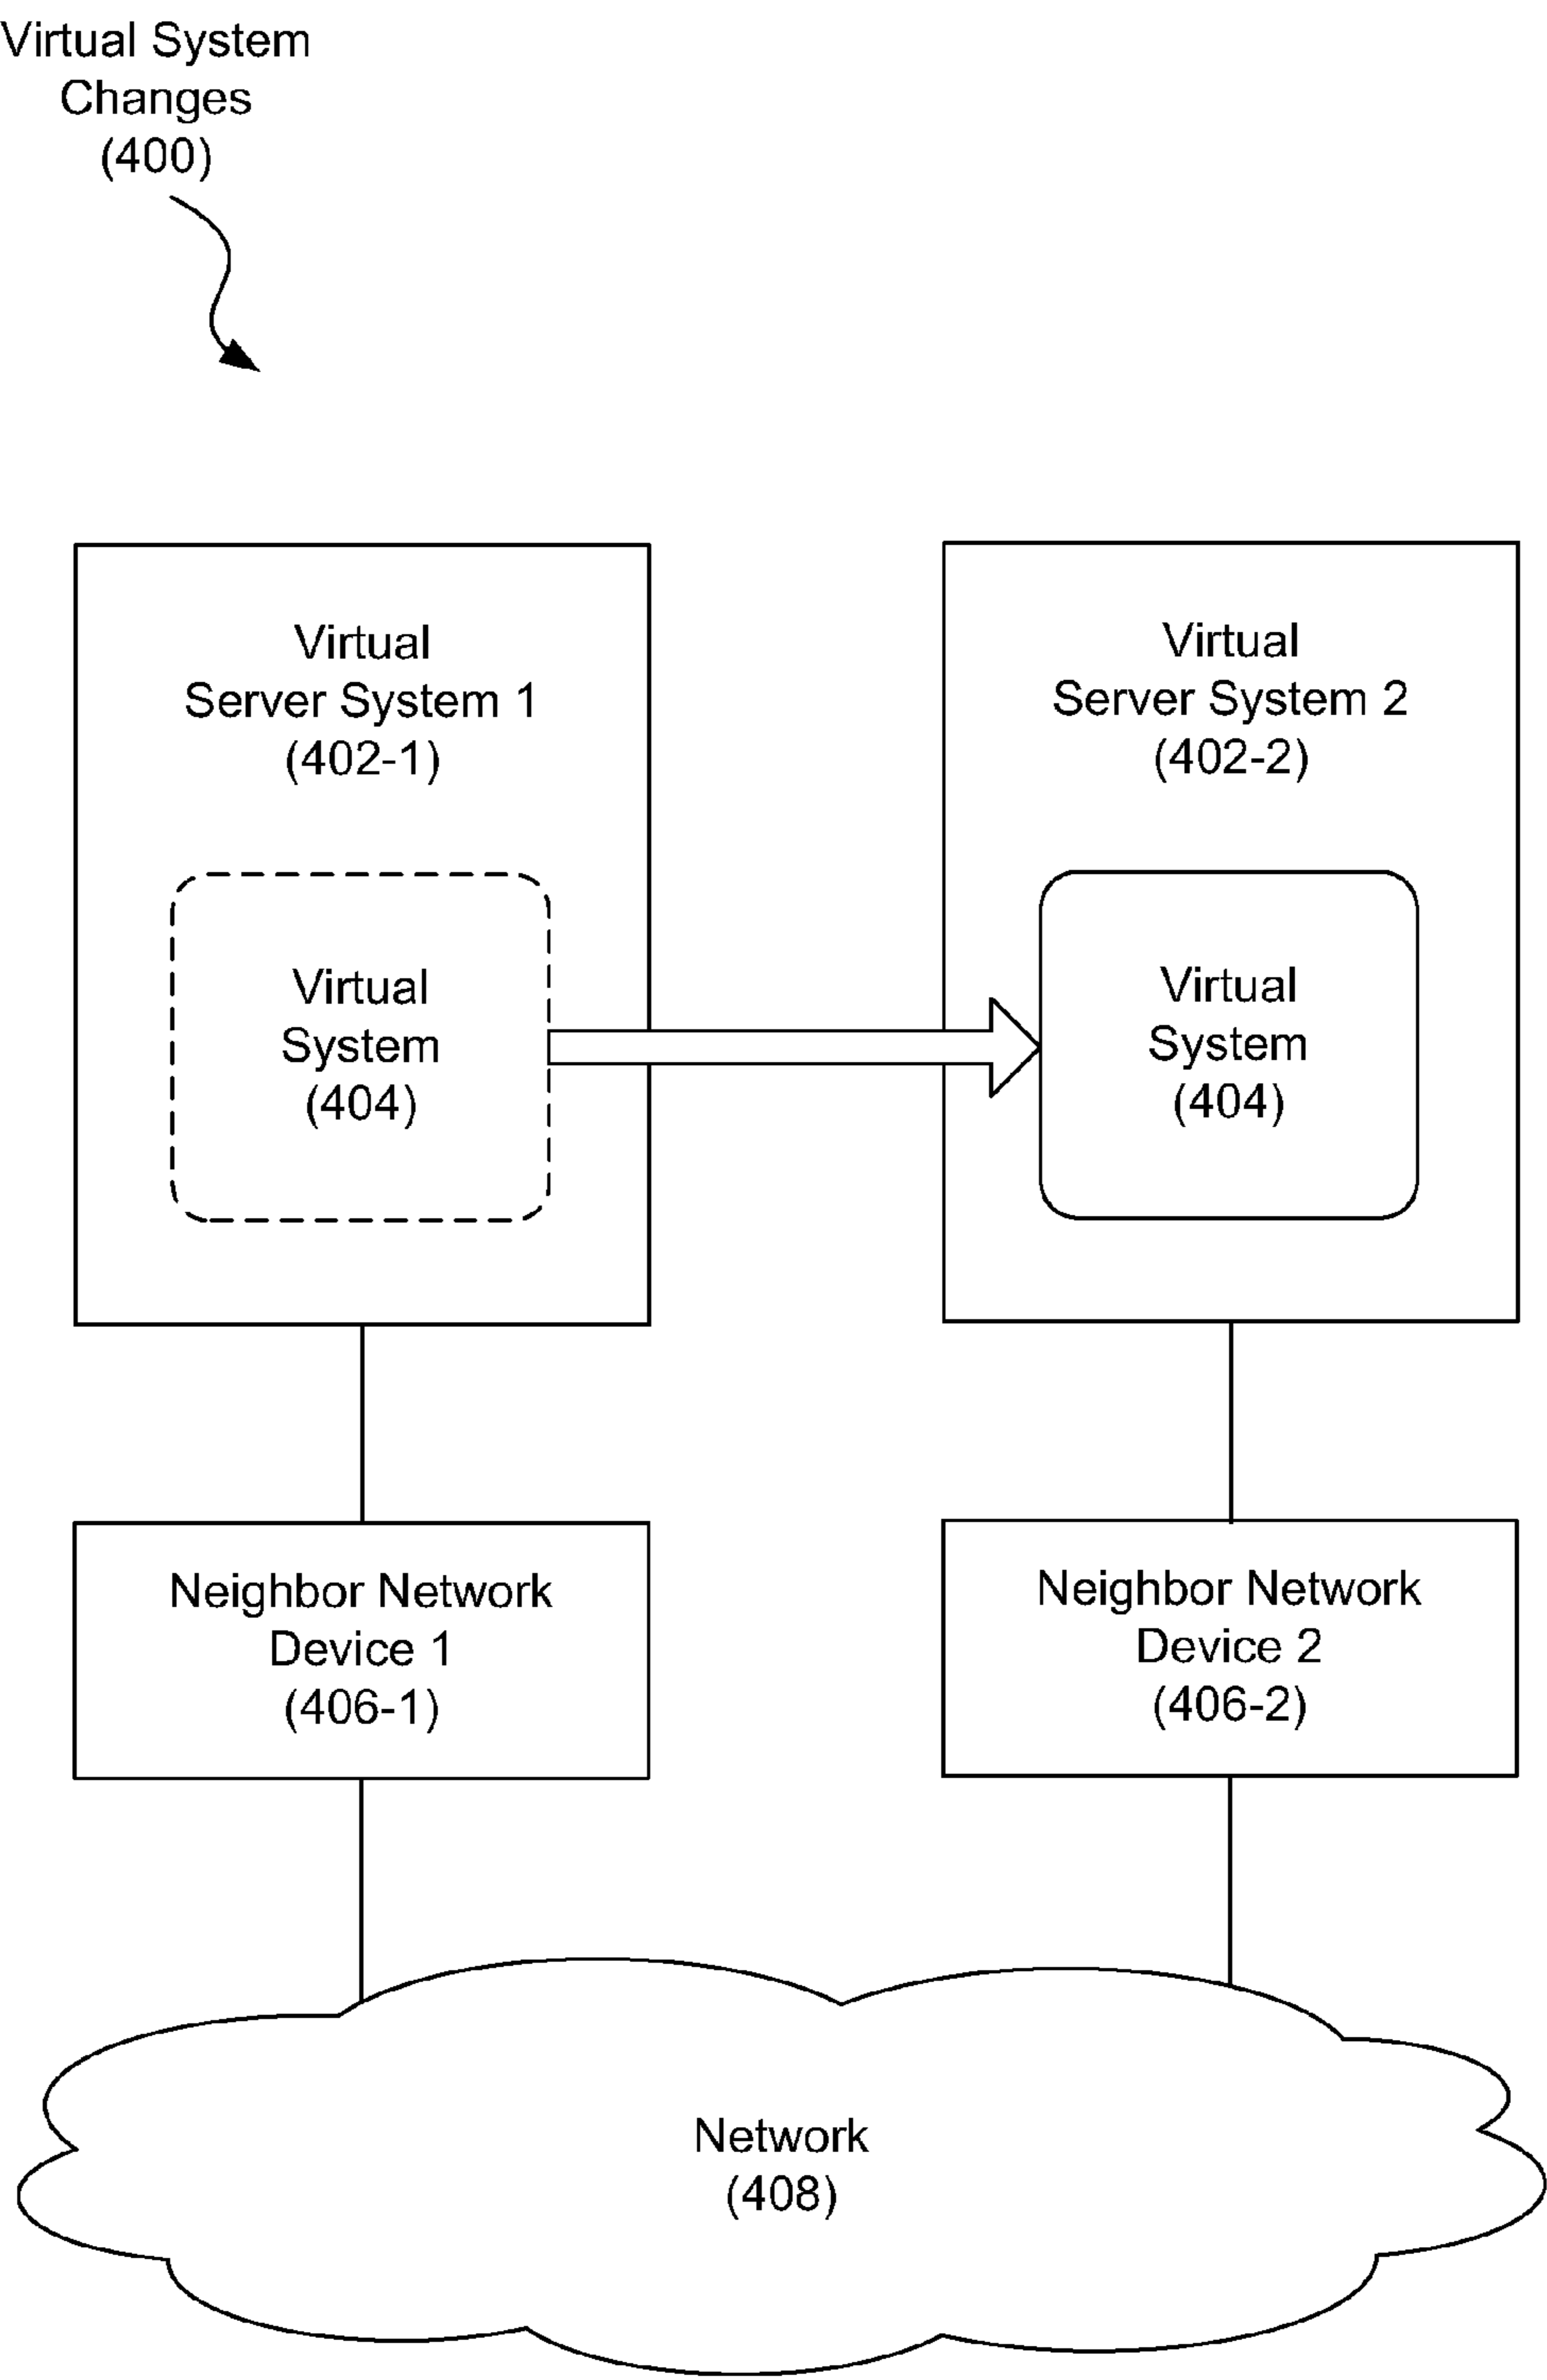 Virtual System
Changes
(400)
Virtual
Server System 1
(402-1)
Virtual
System
(404)
Virtual
Server System 2
(402-2)
Virtual
System
(404)
Neighbor Network
Device 1
(406-1)
Neighbor Network
Device 2
(406-2)
Network
(408)